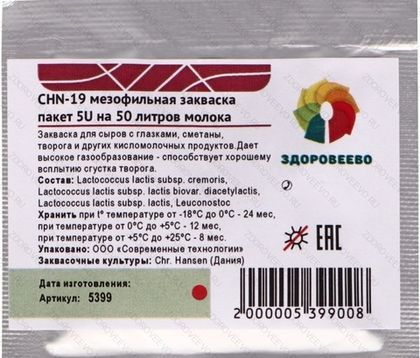 CHN-19 мезофильная закваска
пакет 5U на 50 литров молока
Закваска для сыров с глазками, сметаны,
творога и других кисломолочных продуктов.Дает
высокое газообразование - способствует хорошему
всплытию сгустка творога.
Состав: Lactococcus lactis subsp. cremoris,
Lactococcus lactis subsp. lactis biovar. diacetylactis,
Lactococcus lactis subsp. lactis, Leuconostoc
Хранить при t° температуре от -18°С до 0°С - 24 мес,
при температуре от 0°С до +5°С - 12 мес,
при температуре от +5°С до +25°С - 8 мес.
Упаковано: ООО «Современные технологии»
Заквасочные культуры: Chr. Hansen (Дания)
Дата изготовления:
Артикул: 5399
ЗДОРОВЕЕВО
EAC
2000005399008